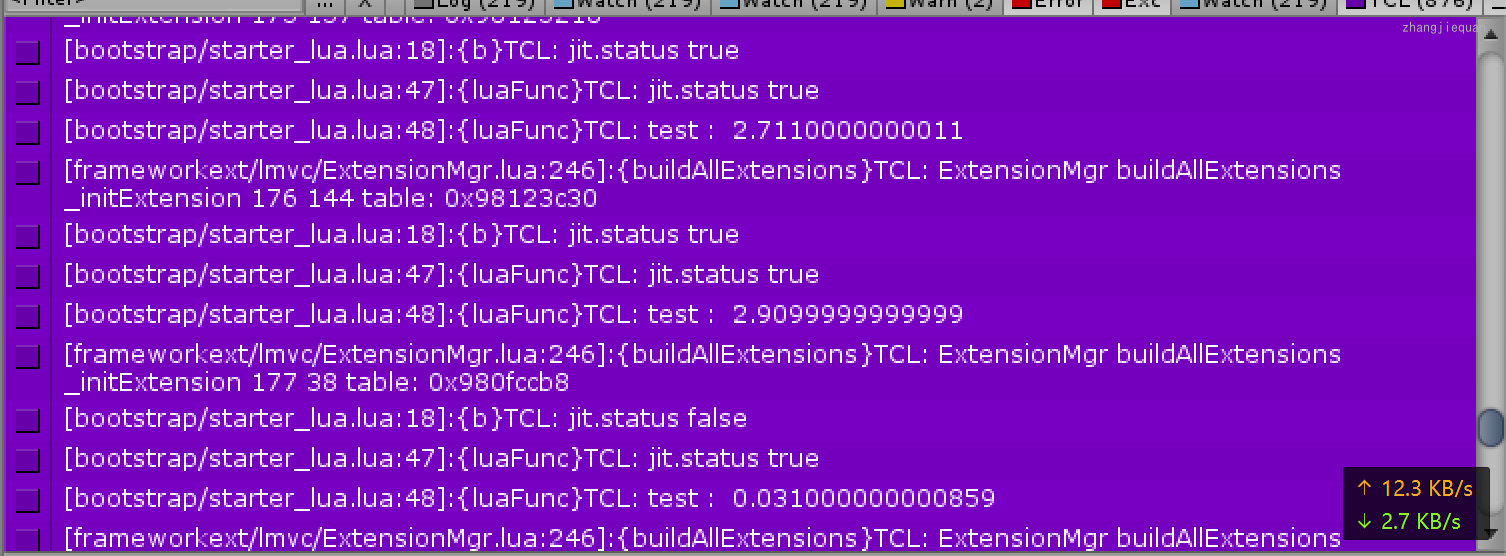 <Filter>
... X Log (219) Watch (219) Watch (219) Warn (2) Error Exc Watch (219) TCL (876)
_initExtension 175 137 table: 0x98123210
zhangjiequa
[bootstrap/starter_lua.lua:18]:{b}TCL: jit.status true
[bootstrap/starter_lua.lua:47]:{luaFunc}TCL: jit.status true
[bootstrap/starter_lua.lua:48]:{luaFunc}TCL: test : 2.7110000000011
[frameworkext/lmvc/ExtensionMgr.lua:246]:{buildAllExtensions}TCL: ExtensionMgr buildAllExtensions
_initExtension 176 144 table: 0x98123c30
[bootstrap/starter_lua.lua:18]:{b}TCL: jit.status true
[bootstrap/starter_lua.lua:47]:{luaFunc}TCL: jit.status true
[bootstrap/starter_lua.lua:48]:{luaFunc}TCL: test : 2.9099999999999
[frameworkext/lmvc/ExtensionMgr.lua:246]:{buildAllExtensions}TCL: ExtensionMgr buildAllExtensions
_initExtension 177 38 table: 0x980fccb8
[bootstrap/starter_lua.lua:18]:{b}TCL: jit.status false
[bootstrap/starter_lua.lua:47]:{luaFunc}TCL: jit.status true
[bootstrap/starter_lua.lua:48]:{luaFunc}TCL: test : 0.031000000000859
[frameworkext/lmvc/ExtensionMgr.lua:246]:{buildAllExtensions}TCL: ExtensionMgr buildAllExtensions
↑ 12.3 KB/s
↓ 2.7 KB/s